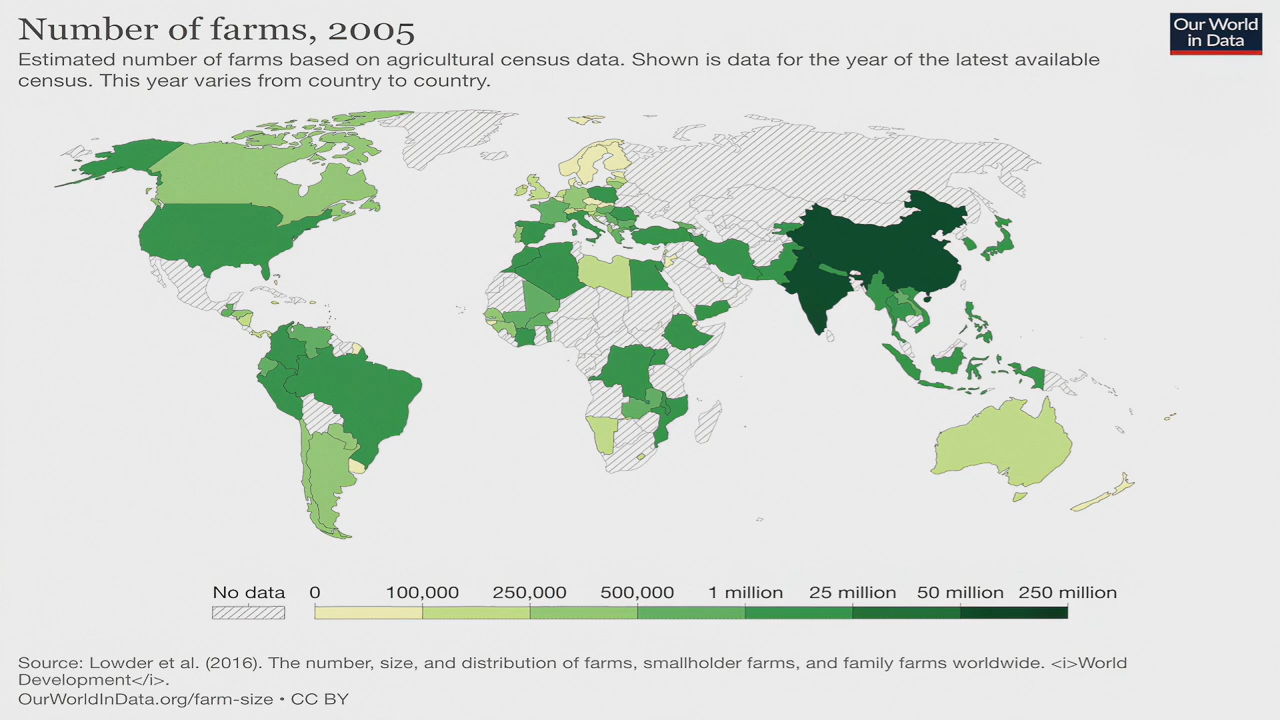 Number of farms, 2005
Our World
in Data
Estimated number of farms based on agricultural census data. Shown is data for the year of the latest available
census. This year varies from country to country.
No data 0 100,000 250,000 500,000 1 million 25 million 50 million 250 million
Source: Lowder et al. (2016). The number, size, and distribution of farms, smallholder farms, and family farms worldwide. <i>World
Development</i>.
OurWorldInData.org/farm-size • CC BY